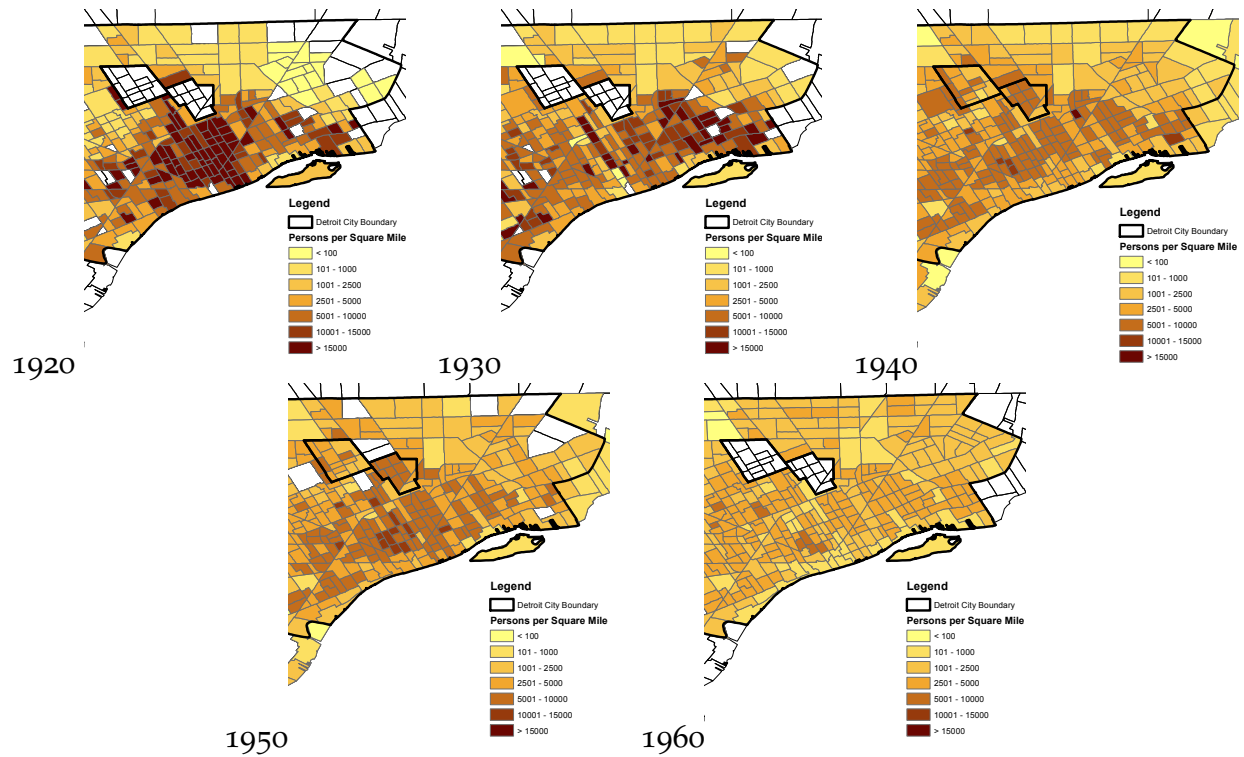 Legend
Detroit City Boundary
Persons per Square Mile
< 100
101 - 1000
1001 - 2500
2501 - 5000
5001 - 10000
10001 - 15000
> 15000
1920
Legend
Detroit City Boundary
Persons per Square Mile
< 100
101 - 1000
1001 - 2500
2501 - 5000
5001 - 10000
10001 - 15000
> 15000
1930
Legend
Detroit City Boundary
Persons per Square Mile
< 100
101 - 1000
1001 - 2500
2501 - 5000
5001 - 10000
10001 - 15000
> 15000
1940
Legend
Detroit City Boundary
Persons per Square Mile
< 100
101 - 1000
1001 - 2500
2501 - 5000
5001 - 10000
10001 - 15000
> 15000
1950
Legend
Detroit City Boundary
Persons per Square Mile
< 100
101 - 1000
1001 - 2500
2501 - 5000
5001 - 10000
10001 - 15000
> 15000
1960